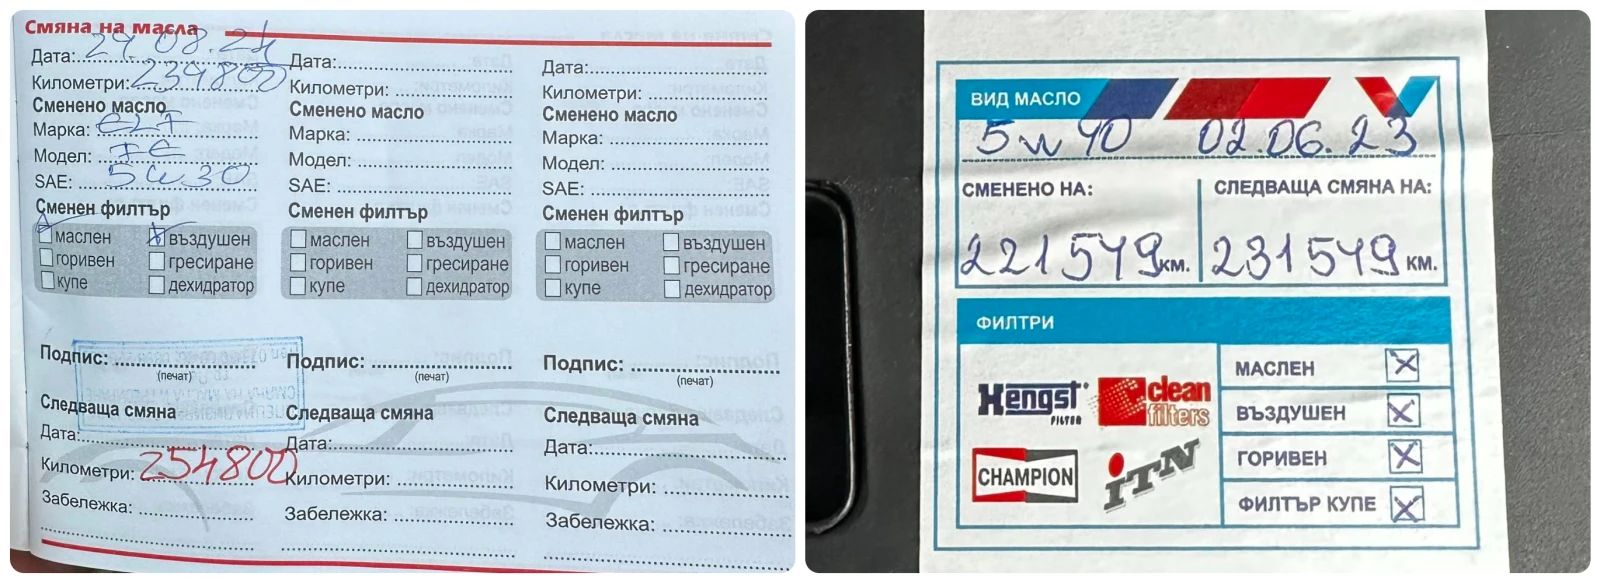 Смяна на масла
Дата: 24.08.24
Километри: 234800
Сменено масло
Марка: ELF
Модел:
SAE: 5w30
Сменен филтър
маслен въздушен
горивен гресиране
купе дехидратор
Подпис:
(печат)
Следваща смяна
Дата:
Километри: 254800
Забележка:
Дата:
Километри:
Сменено масло
Марка:
Модел:
SAE:
Сменен филтър
маслен въздушен
горивен гресиране
купе дехидратор
Подпис:
(печат)
Следваща смяна
Дата:
Километри:
Забележка:
Дата:
Километри:
Сменено масло
Марка:
Модел:
SAE:
Сменен филтър
маслен въздушен
горивен гресиране
купе дехидратор
Подпис:
(печат)
Следваща смяна
Дата:
Километри:
Забележка:
ВИД МАСЛО
5w40 02.06.23
СМЕНЕНО НА: СЛЕДВАЩА СМЯНА НА:
221549 км. 231549 км.
ФИЛТРИ
Hengst FILTER
clean filters
CHAMPION
iTN
МАСЛЕН
ВЪЗДУШЕН
ГОРИВЕН
ФИЛТЪР КУПЕ